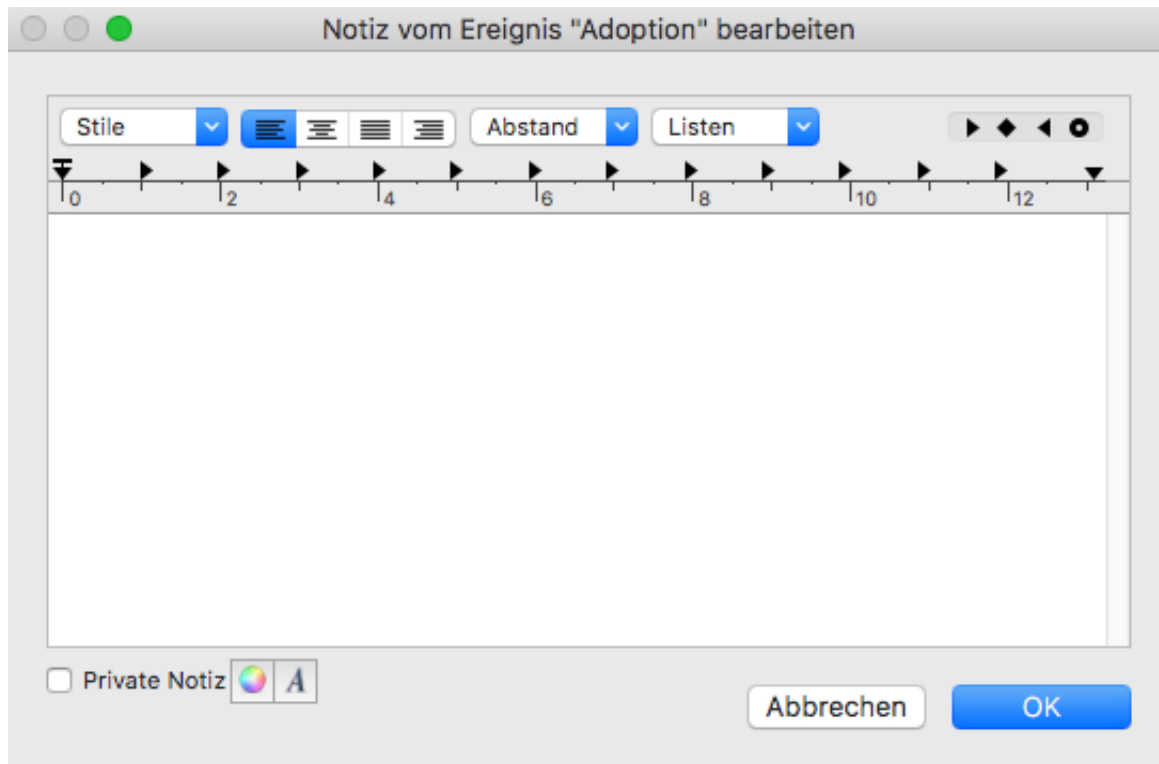 Notiz vom Ereignis "Adoption" bearbeiten
Stile Abstand Listen
0 2 4 6 8 10 12
Private Notiz A
Abbrechen OK